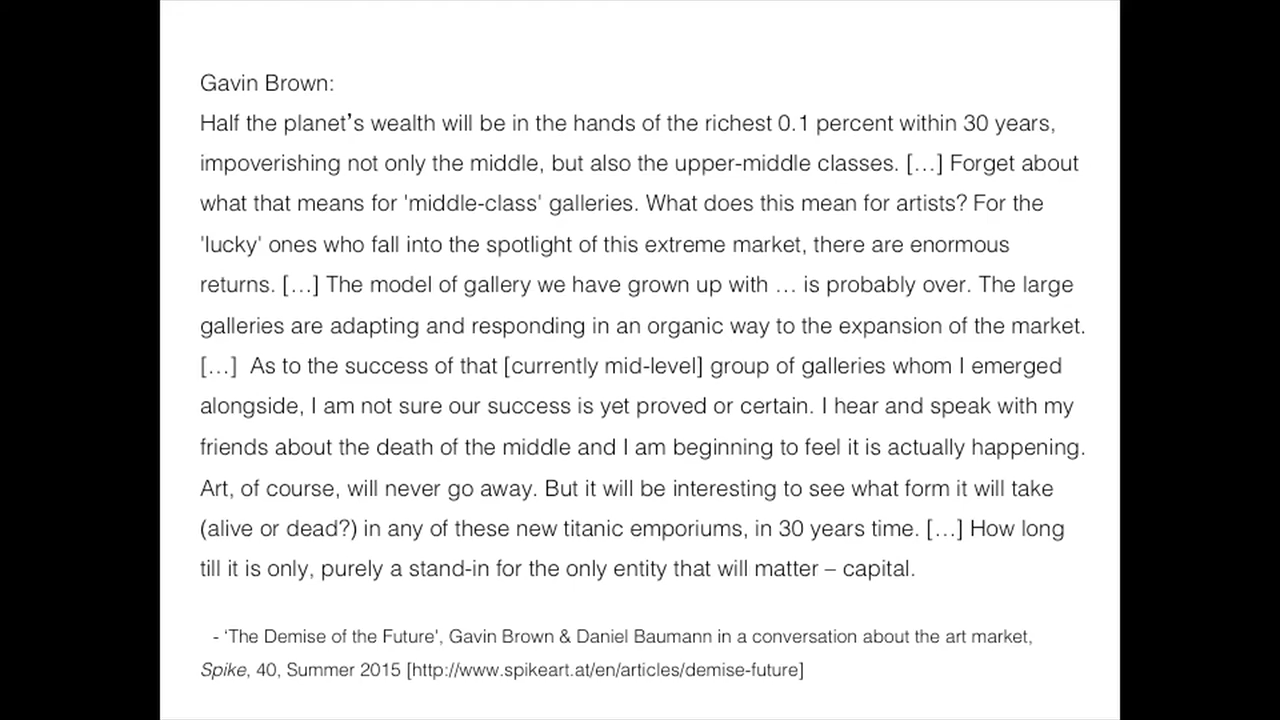 Gavin Brown:
Half the planet's wealth will be in the hands of the richest 0.1 percent within 30 years,
impoverishing not only the middle, but also the upper-middle classes. […] Forget about
what that means for 'middle-class' galleries. What does this mean for artists? For the
'lucky' ones who fall into the spotlight of this extreme market, there are enormous
returns. […] The model of gallery we have grown up with … is probably over. The large
galleries are adapting and responding in an organic way to the expansion of the market.
[…]  As to the success of that [currently mid-level] group of galleries whom I emerged
alongside, I am not sure our success is yet proved or certain. I hear and speak with my
friends about the death of the middle and I am beginning to feel it is actually happening.
Art, of course, will never go away. But it will be interesting to see what form it will take
(alive or dead?) in any of these new titanic emporiums, in 30 years time. […] How long
till it is only, purely a stand-in for the only entity that will matter – capital.
- 'The Demise of the Future', Gavin Brown & Daniel Baumann in a conversation about the art market,
Spike, 40, Summer 2015 [http://www.spikeart.at/en/articles/demise-future]